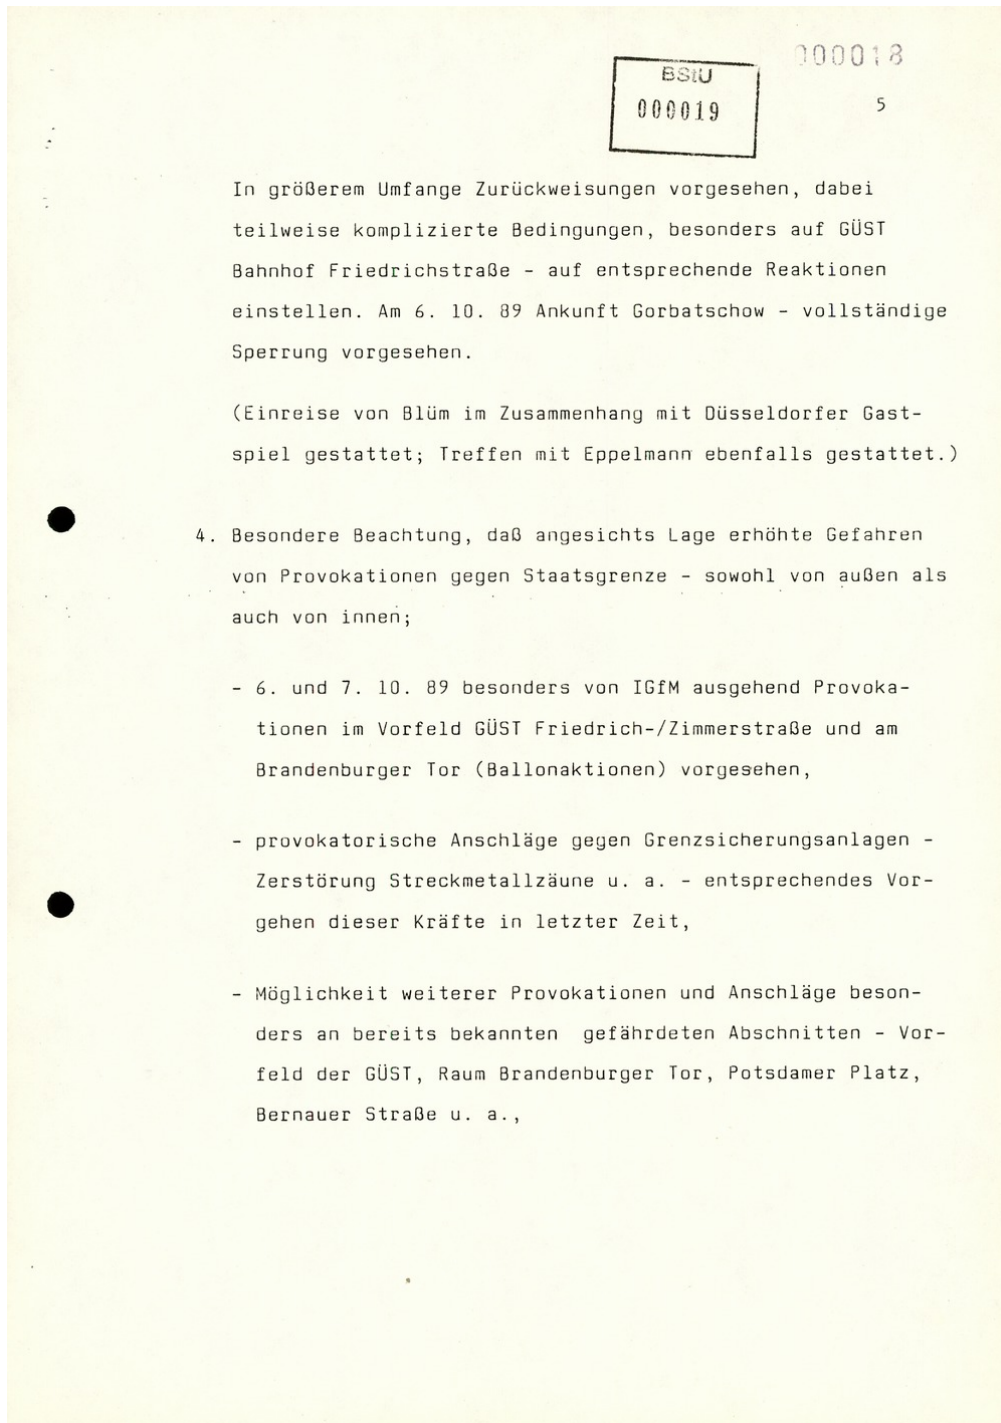 000018
BStU
000019
5
In größerem Umfange Zurückweisungen vorgesehen, dabei
teilweise komplizierte Bedingungen, besonders auf GÜST
Bahnhof Friedrichstraße - auf entsprechende Reaktionen
einstellen. Am 6. 10. 89 Ankunft Gorbatschow - vollständige
Sperrung vorgesehen.
(Einreise von Blüm im Zusammenhang mit Düsseldorfer Gast-
spiel gestattet; Treffen mit Eppelmann ebenfalls gestattet.)
4. Besondere Beachtung, daß angesichts Lage erhöhte Gefahren
von Provokationen gegen Staatsgrenze - sowohl von außen als
auch von innen;
- 6. und 7. 10. 89 besonders von IGfM ausgehend Provoka-
tionen im Vorfeld GÜST Friedrich-/Zimmerstraße und am
Brandenburger Tor (Ballonaktionen) vorgesehen,
- provokatorische Anschläge gegen Grenzsicherungsanlagen -
Zerstörung Streckmetallzäune u. a. - entsprechendes Vor-
gehen dieser Kräfte in letzter Zeit,
- Möglichkeit weiterer Provokationen und Anschläge beson-
ders an bereits bekannten gefährdeten Abschnitten - Vor-
feld der GÜST, Raum Brandenburger Tor, Potsdamer Platz,
Bernauer Straße u. a.,